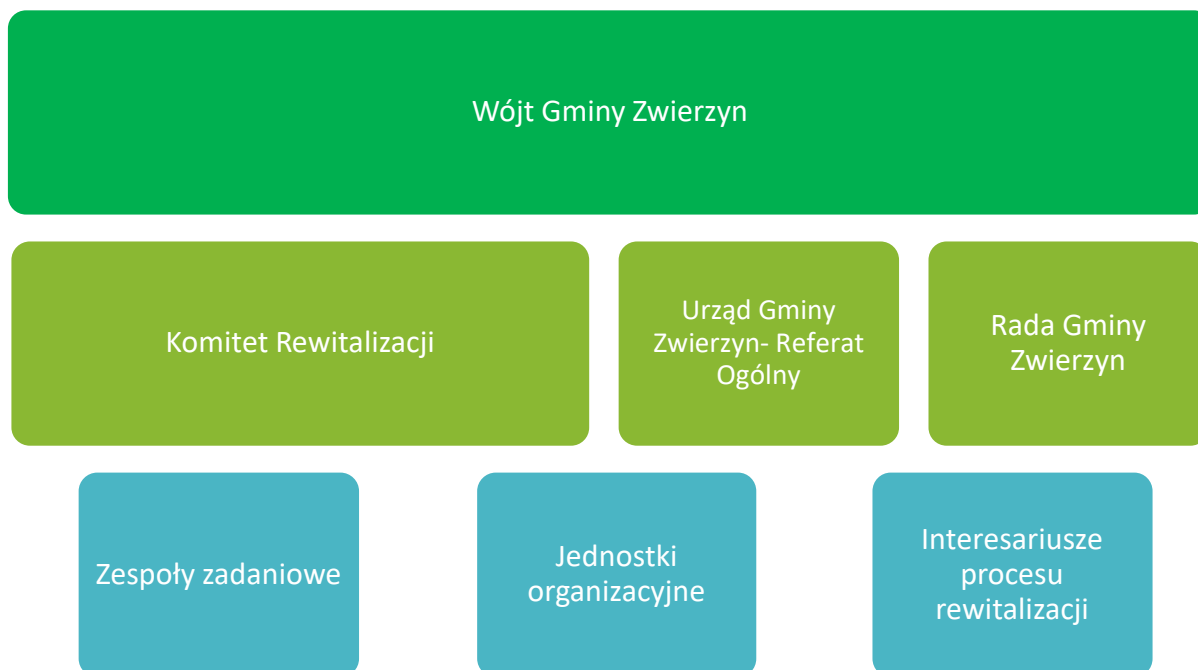 Wójt Gminy Zwierzyn
Komitet Rewitalizacji
Urząd Gminy
Zwierzyn- Referat
Ogólny
Rada Gminy
Zwierzyn
Zespoły zadaniowe
Jednostki
organizacyjne
Interesariusze
procesu
rewitalizacji